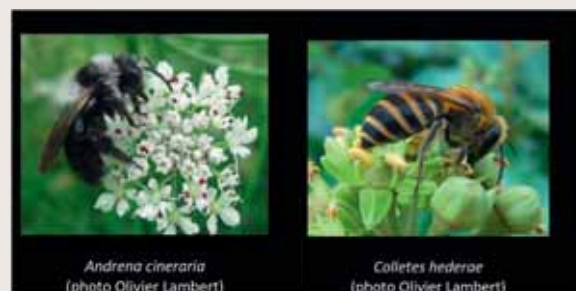 Andrena cineraria
(photo Olivier Lambert)
Colletes hederae
(photo Olivier Lambert)